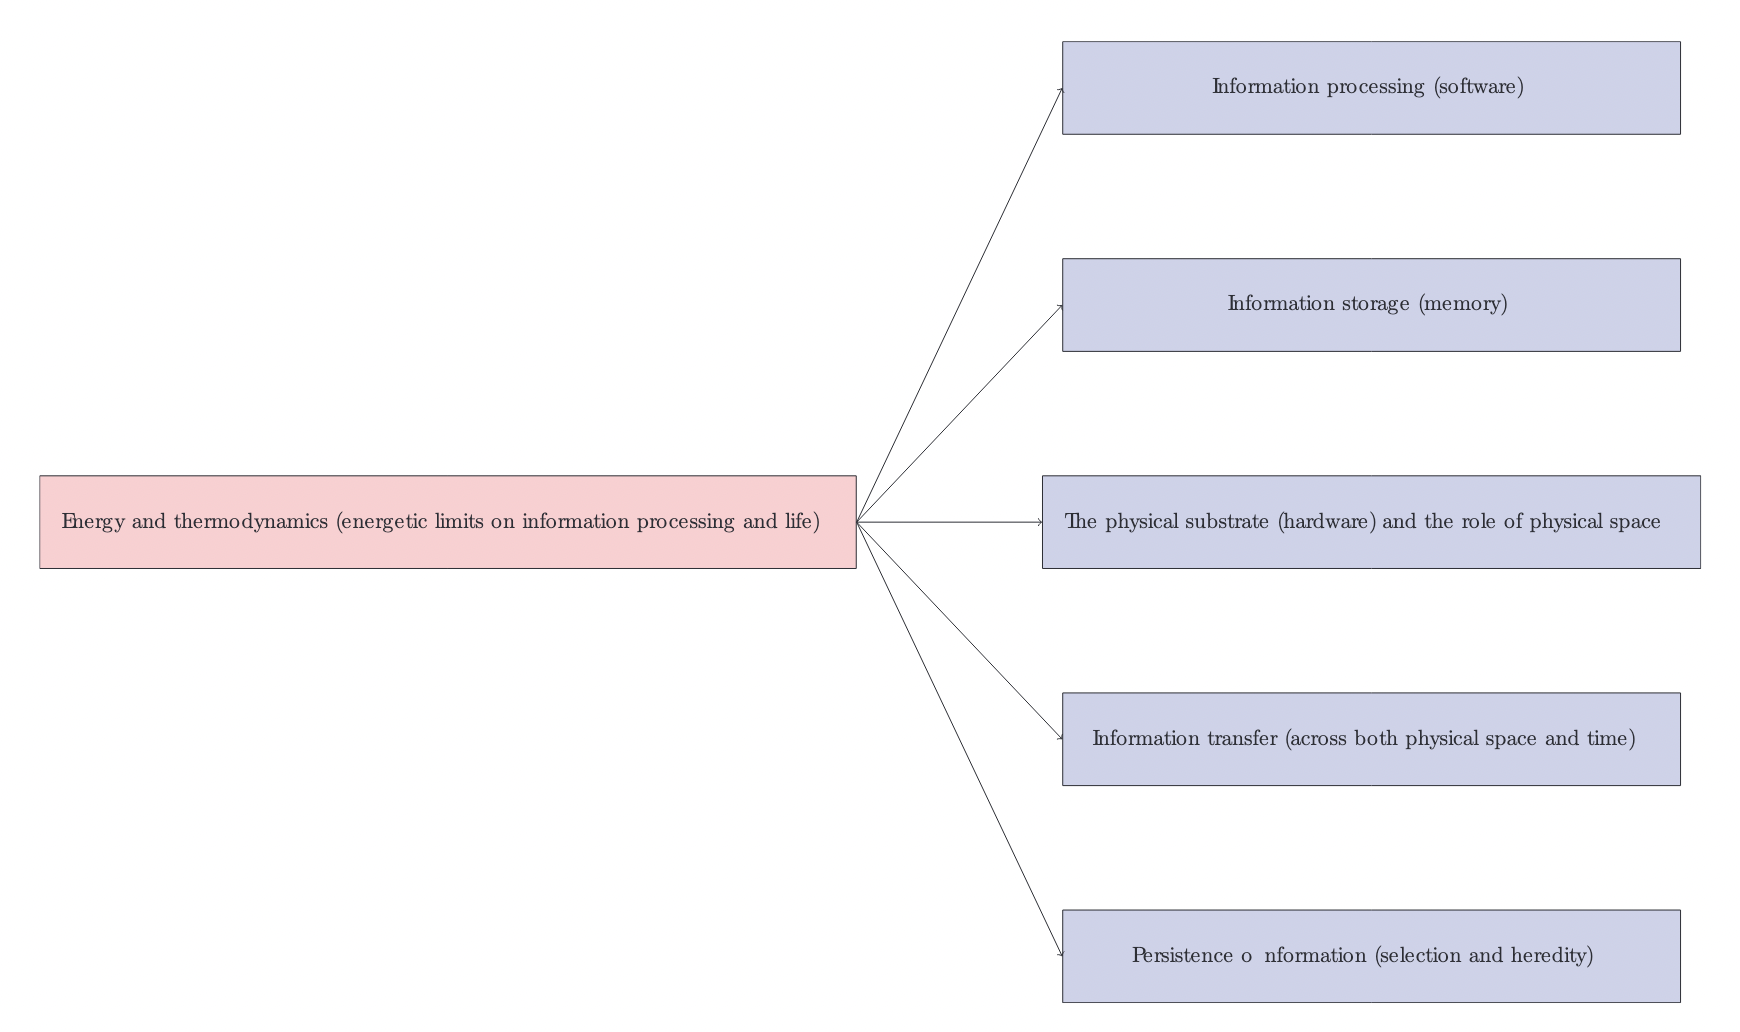 Information processing (software)
Information storage (memory)
Energy and thermodynamics (energetic limits on information processing and life)
The physical substrate (hardware) and the role of physical space
Information transfer (across both physical space and time)
Persistence o nformation (selection and heredity)